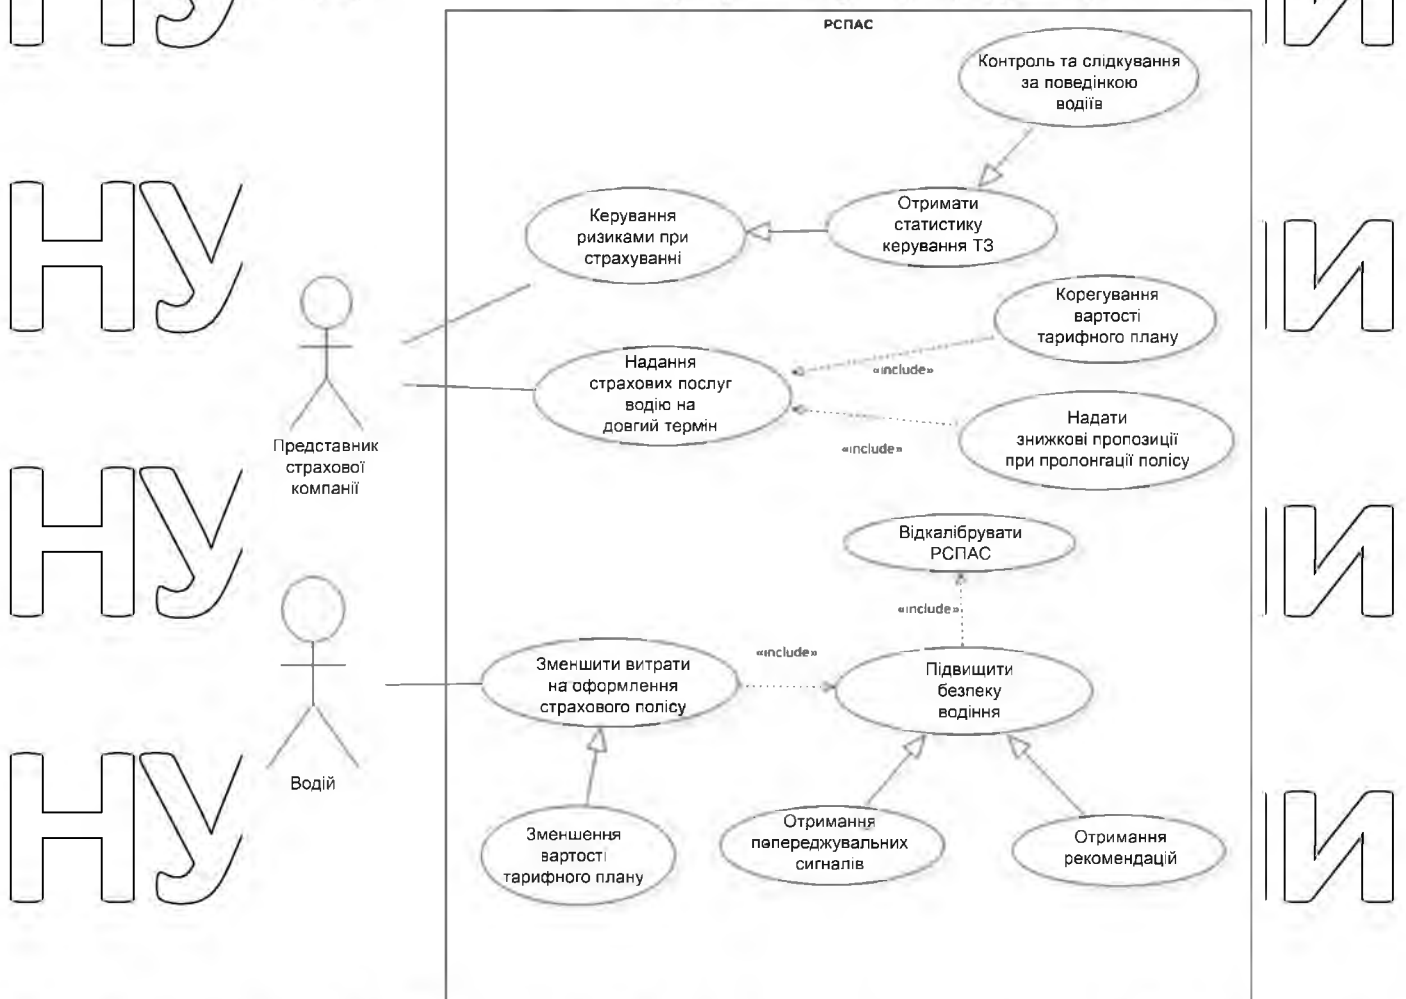 НУ
И
РСПАС
Контроль та слідкування
за поведінкою
водіїв
НУ
И
Керування
ризиками при
страхуванні
Отримати
статистику
керування ТЗ
Корегування
вартості
тарифного плану
Надання
страхових послуг
водію на
довгий термін
«include»
«include»
Надати
знижкові пропозиції
при пролонгації полісу
Представник
страхової
компанії
НУ
И
Відкалібрувати
РСПАС
«include»
Зменшити витрати
на оформлення
страхового полісу
«include»
Підвищити
безпеку
водіння
Водій
НУ
И
Зменшення
вартості
тарифного плану
Отримання
попереджувальних
сигналів
Отримання
рекомендацій